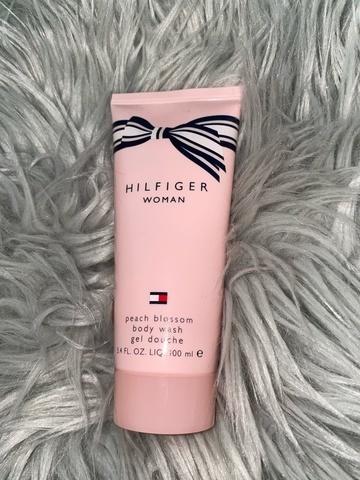 HILFIGER
WOMAN
peach blossom
body wash
gel douche
3.4 FL. OZ. LIQ. 100 ml e